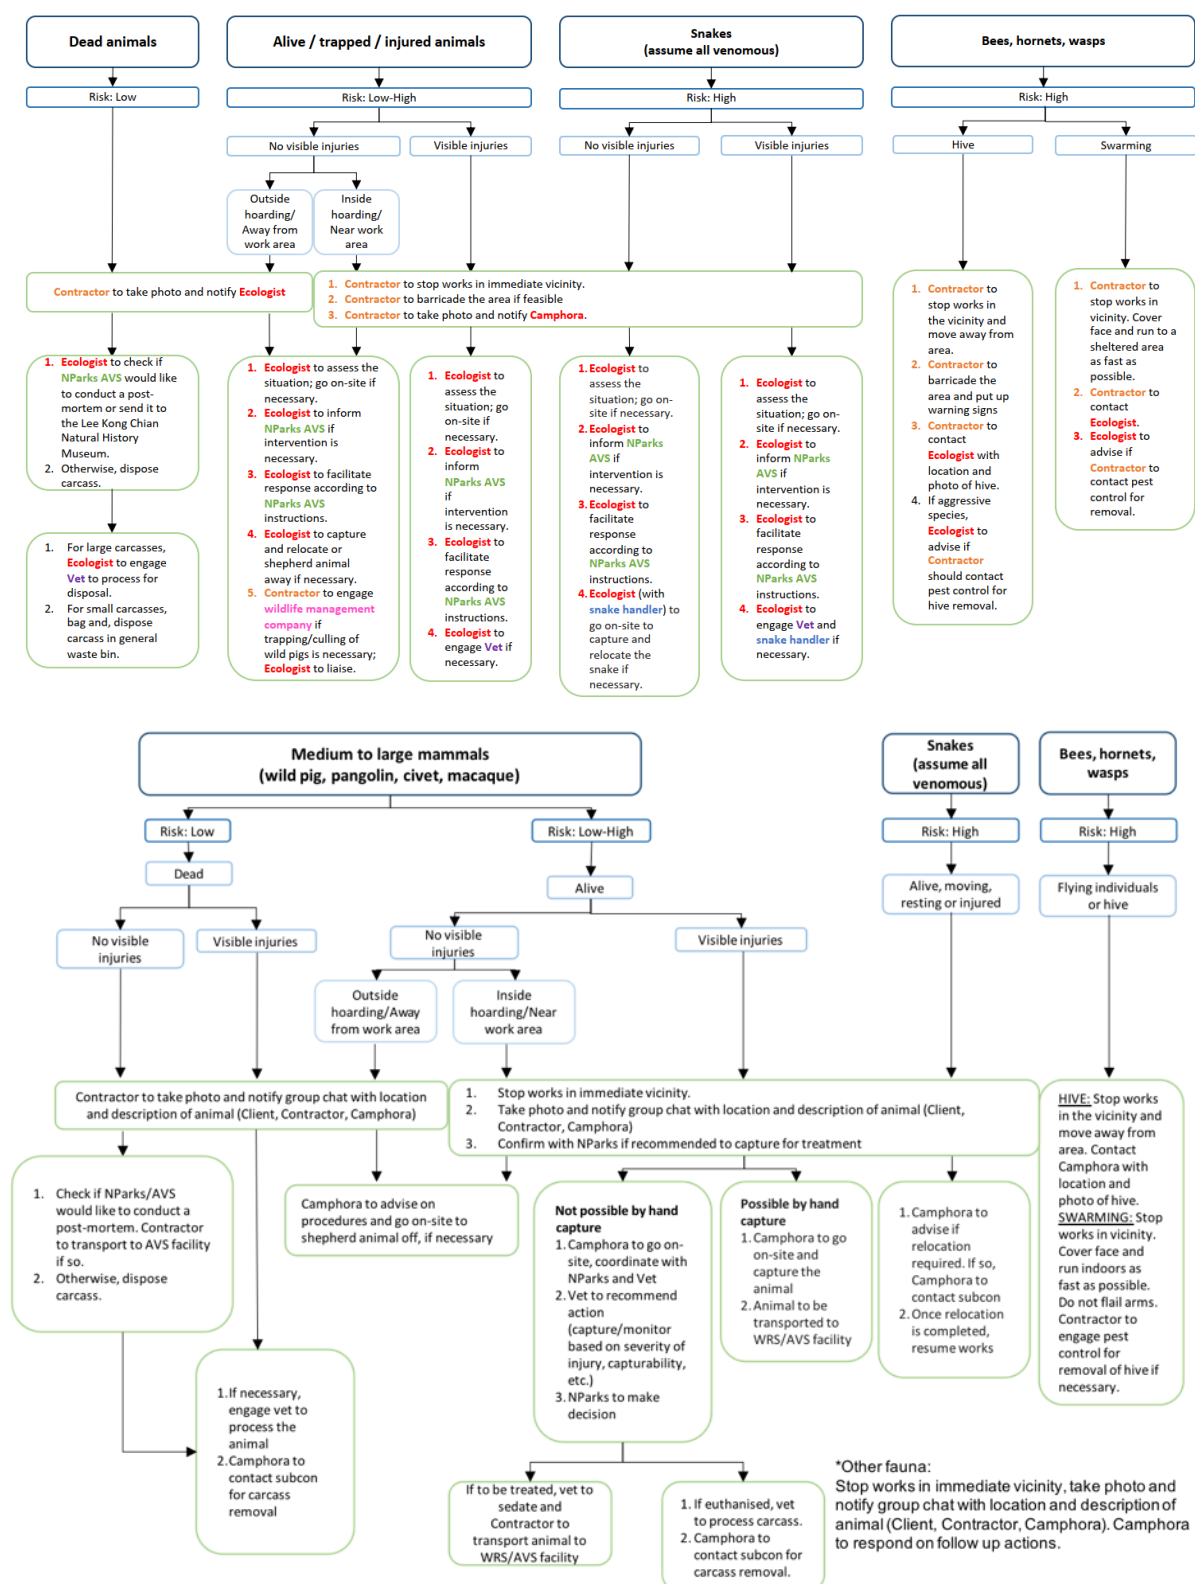 Dead animals
Risk: Low
Alive / trapped / injured animals
Risk: Low-High
No visible injuries
Visible injuries
Outside
hoarding/
Away from
work area
Inside
hoarding/
Near work
area
Snakes
(assume all venomous)
Risk: High
No visible injuries
Visible injuries
Bees, hornets, wasps
Risk: High
Hive
Swarming
Contractor to take photo and notify Ecologist
1. Contractor to stop works in immediate vicinity.
2. Contractor to barricade the area if feasible
3. Contractor to take photo and notify Camphora.
1. Ecologist to check if
NParks AVS would like
to conduct a post-
mortem or send it to
the Lee Kong Chian
Natural History
Museum.
2. Otherwise, dispose
carcass.
1. For large carcasses,
Ecologist to engage
Vet to process for
disposal.
2. For small carcasses,
bag and, dispose
carcass in general
waste bin.
1. Ecologist to assess the
situation; go on-site if
necessary.
2. Ecologist to inform
NParks AVS if
intervention is
necessary.
3. Ecologist to facilitate
response according to
NParks AVS
instructions.
4. Ecologist to capture
and relocate or
shepherd animal
away if necessary.
5. Contractor to engage
wildlife management
company if
trapping/culling of
wild pigs is necessary;
Ecologist to liaise.
1. Ecologist to
assess the
situation; go
on-site if
necessary.
2. Ecologist to
inform
NParks AVS
if
intervention
is necessary.
3. Ecologist to
facilitate
response
according to
NParks AVS
instructions.
4. Ecologist to
engage Vet if
necessary.
1. Ecologist to
assess the
situation; go on-
site if necessary.
2. Ecologist to
inform NParks
AVS if
intervention is
necessary.
3. Ecologist to
facilitate
response
according to
NParks AVS
instructions.
4. Ecologist (with
snake handler) to
go on-site to
capture and
relocate the
snake if
necessary.
1. Ecologist to
assess the
situation; go on-
site if necessary.
2. Ecologist to
inform NParks
AVS if
intervention is
necessary.
3. Ecologist to
facilitate
response
according to
NParks AVS
instructions.
4. Ecologist to
engage Vet and
snake handler if
necessary.
1. Contractor to
stop works in
the vicinity and
move away from
area.
2. Contractor to
barricade the
area and put up
warning signs
3. Contractor to
contact
Ecologist with
location and
photo of hive.
4. If aggressive
species,
Ecologist to
advise if
Contractor
should contact
pest control for
hive removal.
1. Contractor to
stop works in
vicinity. Cover
face and run to a
sheltered area
as fast as
possible.
2. Contractor to
contact
Ecologist.
3. Ecologist to
advise if
Contractor to
contact pest
control for
removal.
Medium to large mammals
(wild pig, pangolin, civet, macaque)
Risk: Low
Dead
No visible
injuries
Visible injuries
Risk: Low-High
Alive
No visible
injuries
Visible injuries
Outside
hoarding/Away
from work area
Inside
hoarding/Near
work area
Snakes
(assume all
venomous)
Risk: High
Alive, moving,
resting or injured
Bees, hornets,
wasps
Risk: High
Flying individuals
or hive
Contractor to take photo and notify group chat with location
and description of animal (Client, Contractor, Camphora)
1. Stop works in immediate vicinity.
2. Take photo and notify group chat with location and description of animal (Client,
Contractor, Camphora)
3. Confirm with NParks if recommended to capture for treatment
1. Check if NParks/AVS
would like to conduct a
post-mortem. Contractor
to transport to AVS facility
if so.
2. Otherwise, dispose
carcass.
1. If necessary,
engage vet to
process the
animal
2. Camphora to
contact subcon
for carcass
removal
Camphora to advise on
procedures and go on-site to
shepherd animal off, if necessary
Not possible by hand
capture
1. Camphora to go on-
site, coordinate with
NParks and Vet
2. Vet to recommend
action
(capture/monitor
based on severity of
injury, capturability,
etc.)
3. NParks to make
decision
Possible by hand
capture
1. Camphora to go
on-site and
capture the
animal
2. Animal to be
transported to
WRS/AVS facility
1. Camphora to
advise if
relocation
required. If so,
Camphora to
contact subcon
2. Once relocation
is completed,
resume works
HIVE: Stop works
in the vicinity and
move away from
area. Contact
Camphora with
location and
photo of hive.
SWARMING: Stop
works in vicinity.
Cover face and
run indoors as
fast as possible.
Do not flail arms.
Contractor to
engage pest
control for
removal of hive if
necessary.
If to be treated, vet to
sedate and
Contractor to
transport animal to
WRS/AVS facility
1. If euthanised, vet
to process carcass.
2. Camphora to
contact subcon for
carcass removal.
*Other fauna:
Stop works in immediate vicinity, take photo and
notify group chat with location and description of
animal (Client, Contractor, Camphora). Camphora
to respond on follow up actions.